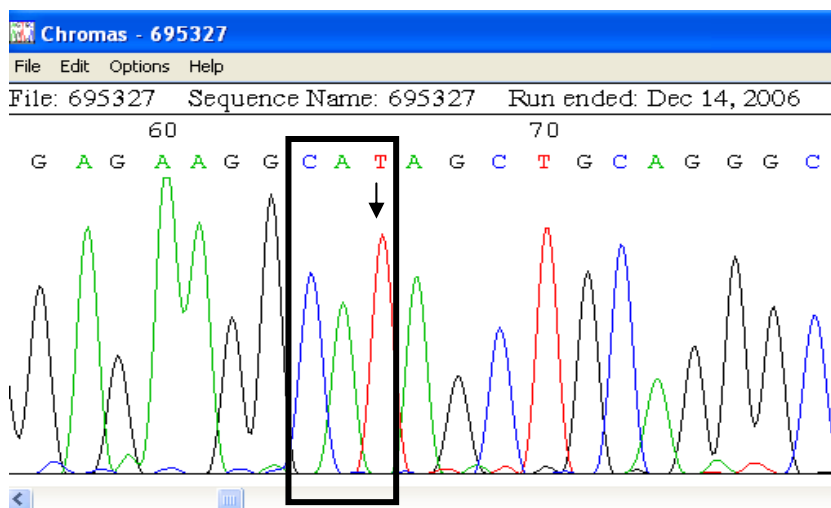 Chromas - 695327
File Edit Options Help
File: 695327 Sequence Name: 695327 Run ended: Dec 14, 2006
60 70
G A G A A G G C A T A G C T G C A G G G C